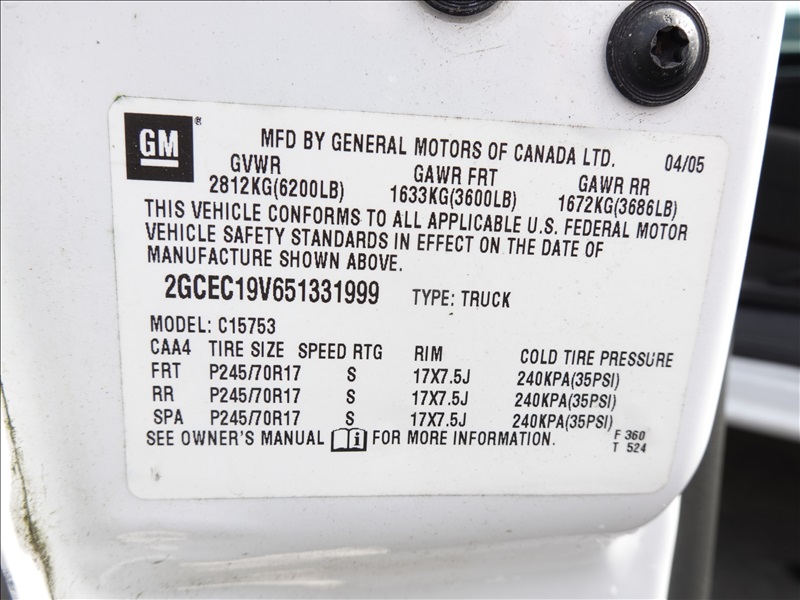 GM ®
MFD BY GENERAL MOTORS OF CANADA LTD. 04/05
GVWR GAWR FRT GAWR RR
2812KG(6200LB) 1633KG(3600LB) 1672KG(3686LB)
THIS VEHICLE CONFORMS TO ALL APPLICABLE U.S. FEDERAL MOTOR
VEHICLE SAFETY STANDARDS IN EFFECT ON THE DATE OF
MANUFACTURE SHOWN ABOVE.
2GCEC19V651331999 TYPE: TRUCK
MODEL: C15753
CAA4 TIRE SIZE SPEED RTG RIM COLD TIRE PRESSURE
FRT P245/70R17 S 17X7.5J 240KPA(35PSI)
RR P245/70R17 S 17X7.5J 240KPA(35PSI)
SPA P245/70R17 S 17X7.5J 240KPA(35PSI)
SEE OWNER'S MANUAL i FOR MORE INFORMATION. F 360
T 524